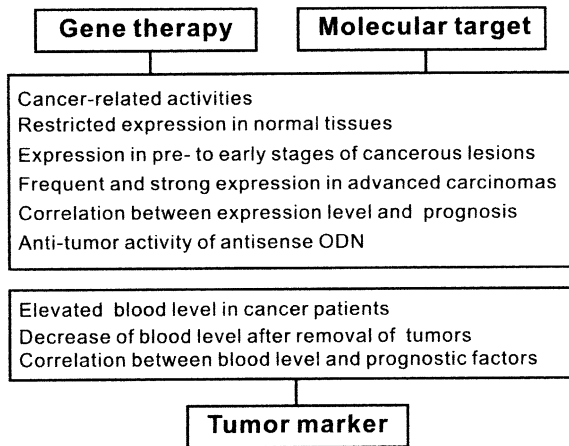 Gene therapy
Molecular target
Cancer-related activities
Restricted expression in normal tissues
Expression in pre- to early stages of cancerous lesions
Frequent and strong expression in advanced carcinomas
Correlation between expression level and prognosis
Anti-tumor activity of antisense ODN
Elevated blood level in cancer patients
Decrease of blood level after removal of tumors
Correlation between blood level and prognostic factors
Tumor marker